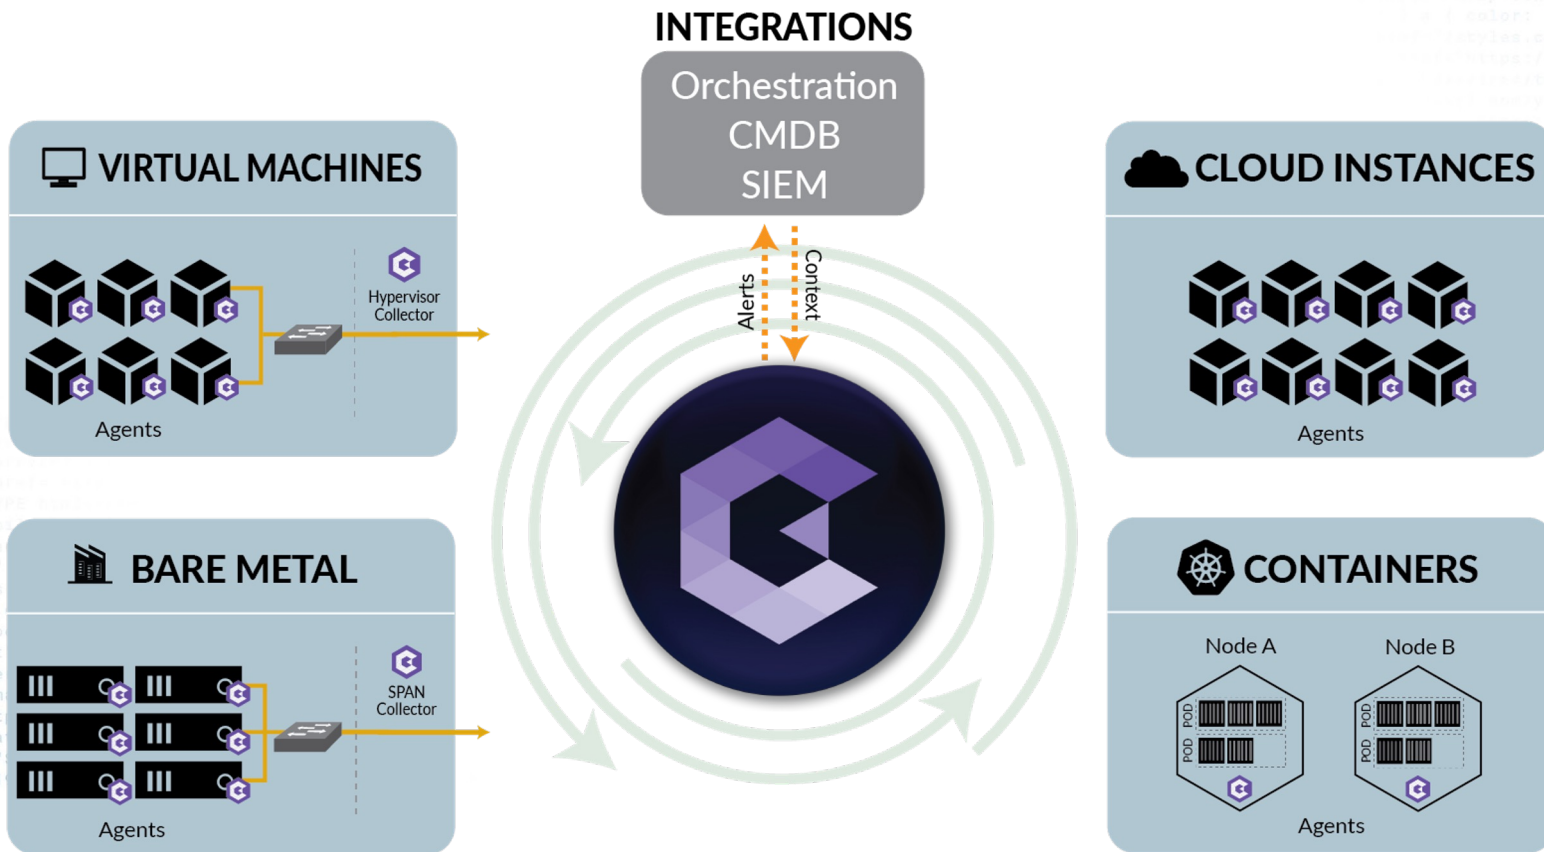 INTEGRATIONS
Orchestration
CMDB
SIEM
Alerts
Context
VIRTUAL MACHINES
Hypervisor
Collector
Agents
CLOUD INSTANCES
Agents
BARE METAL
SPAN
Collector
Agents
CONTAINERS
Node A
Node B
POD
POD
POD
POD
Agents